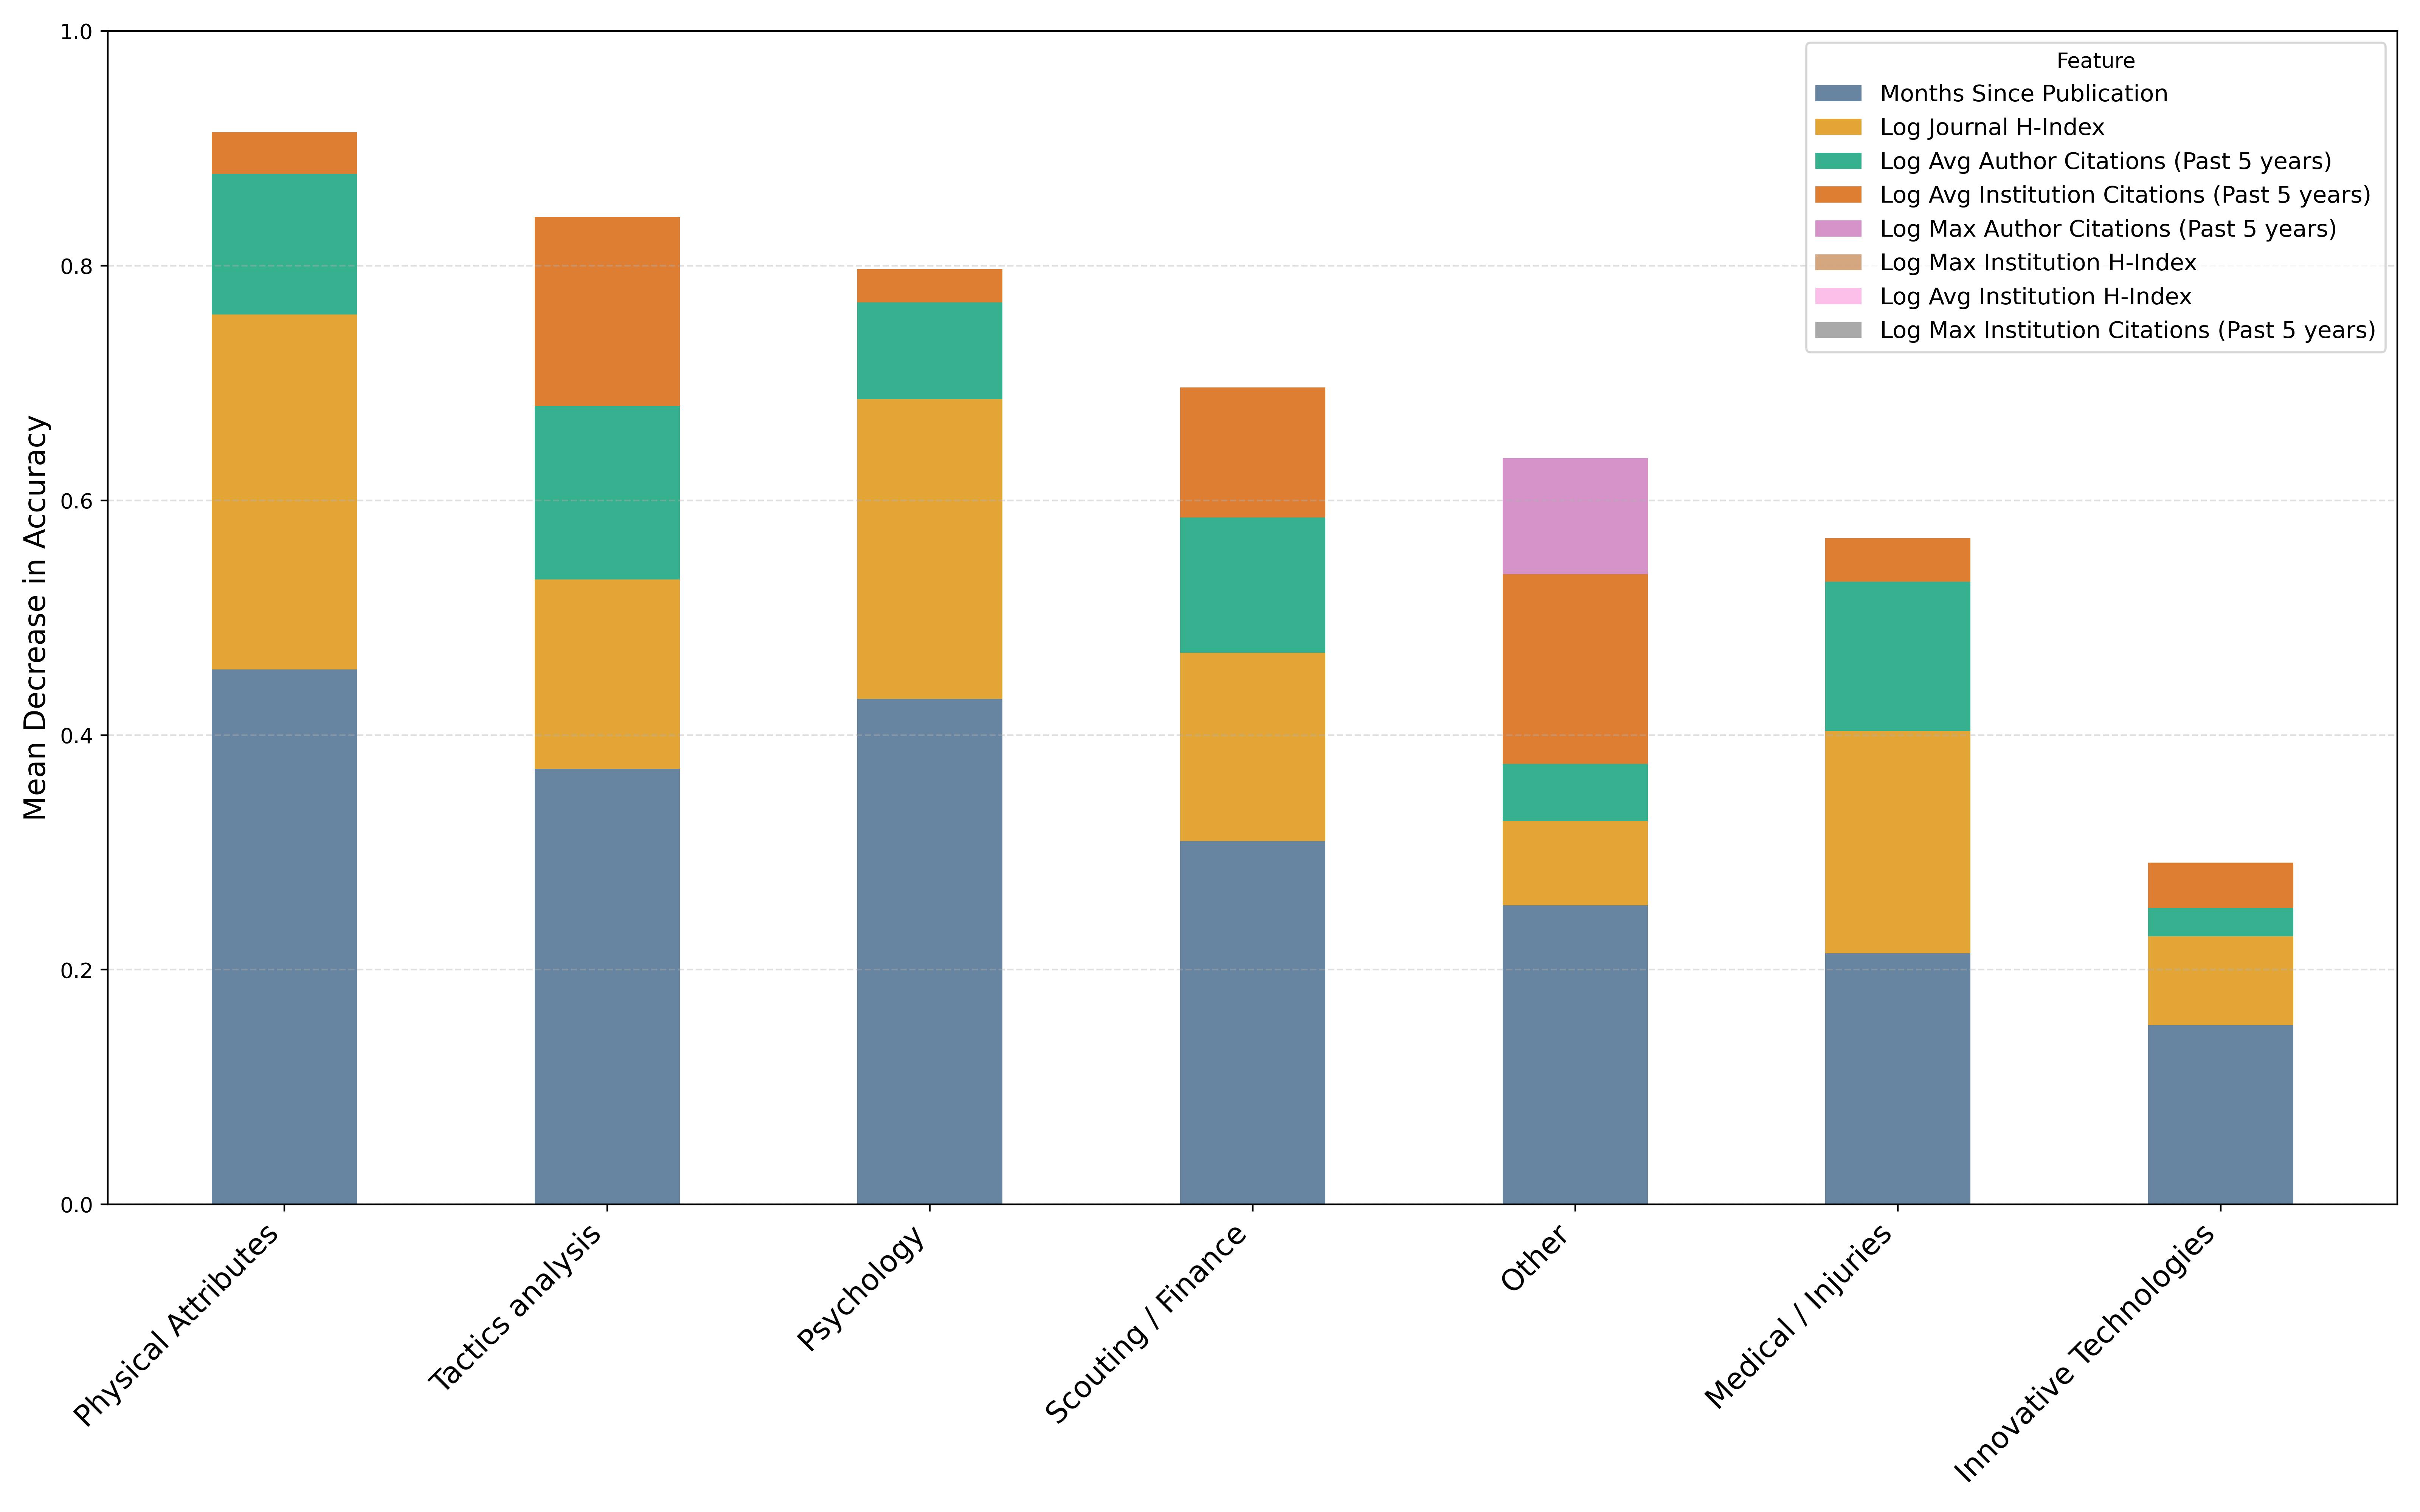 Feature
Months Since Publication
Log Journal H-Index
Log Avg Author Citations (Past 5 years)
Log Avg Institution Citations (Past 5 years)
Log Max Author Citations (Past 5 years)
Log Max Institution H-Index
Log Avg Institution H-Index
Log Max Institution Citations (Past 5 years)
Mean Decrease in Accuracy
1.0
0.8
0.6
0.4
0.2
0.0
Physical Attributes
Tactics analysis
Psychology
Scouting / Finance
Other
Medical / Injuries
Innovative Technologies